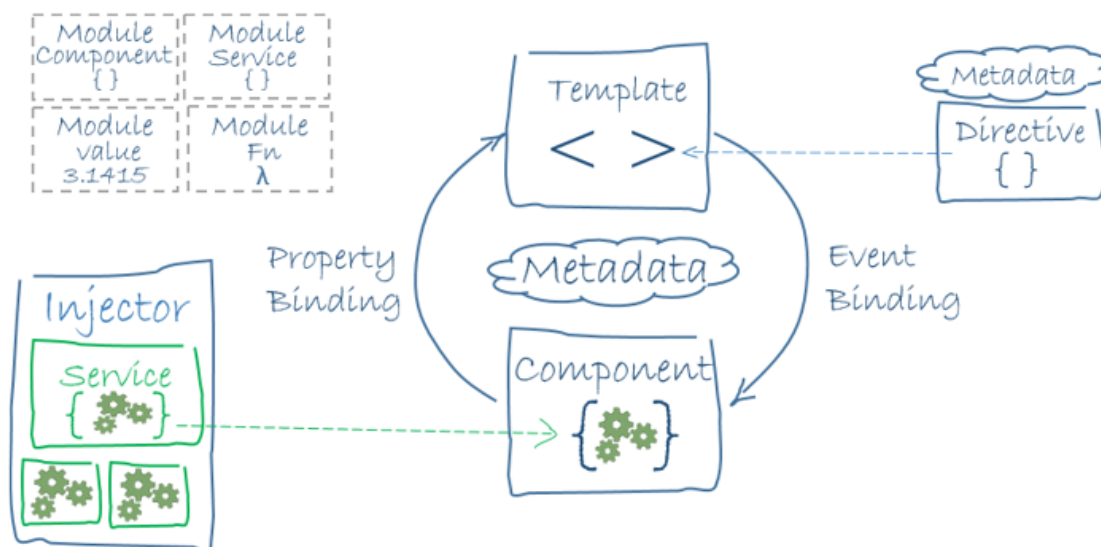 Module
Component
{ }
Module
Service
{ }
Module
value
3.1415
Module
Fn
λ
Template
< >
Metadata
Directive
{ }
Property
Binding
Metadata
Event
Binding
Injector
Service
{ }
Component
{ }